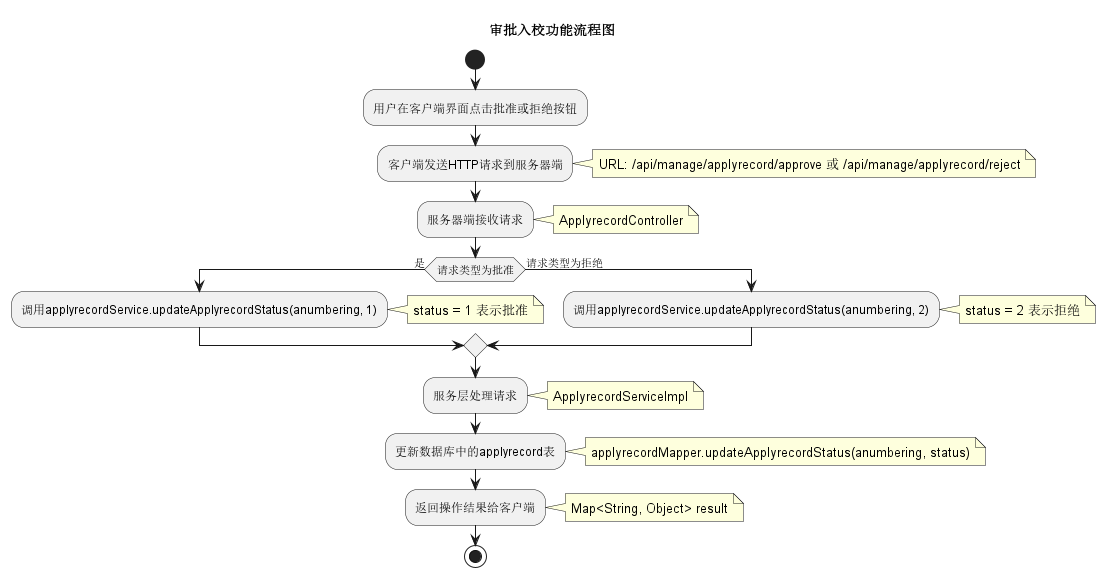 审批入校功能流程图
用户在客户端界面点击批准或拒绝按钮
客户端发送HTTP请求到服务器端
URL: /api/manage/applyrecord/approve 或 /api/manage/applyrecord/reject
服务器端接收请求
ApplyrecordController
是
请求类型为批准
请求类型为拒绝
调用applyrecordService.updateApplyrecordStatus(anumbering, 1)
status = 1 表示批准
调用applyrecordService.updateApplyrecordStatus(anumbering, 2)
status = 2 表示拒绝
服务层处理请求
ApplyrecordServiceImpl
更新数据库中的applyrecord表
applyrecordMapper.updateApplyrecordStatus(anumbering, status)
返回操作结果给客户端
Map<String, Object> result